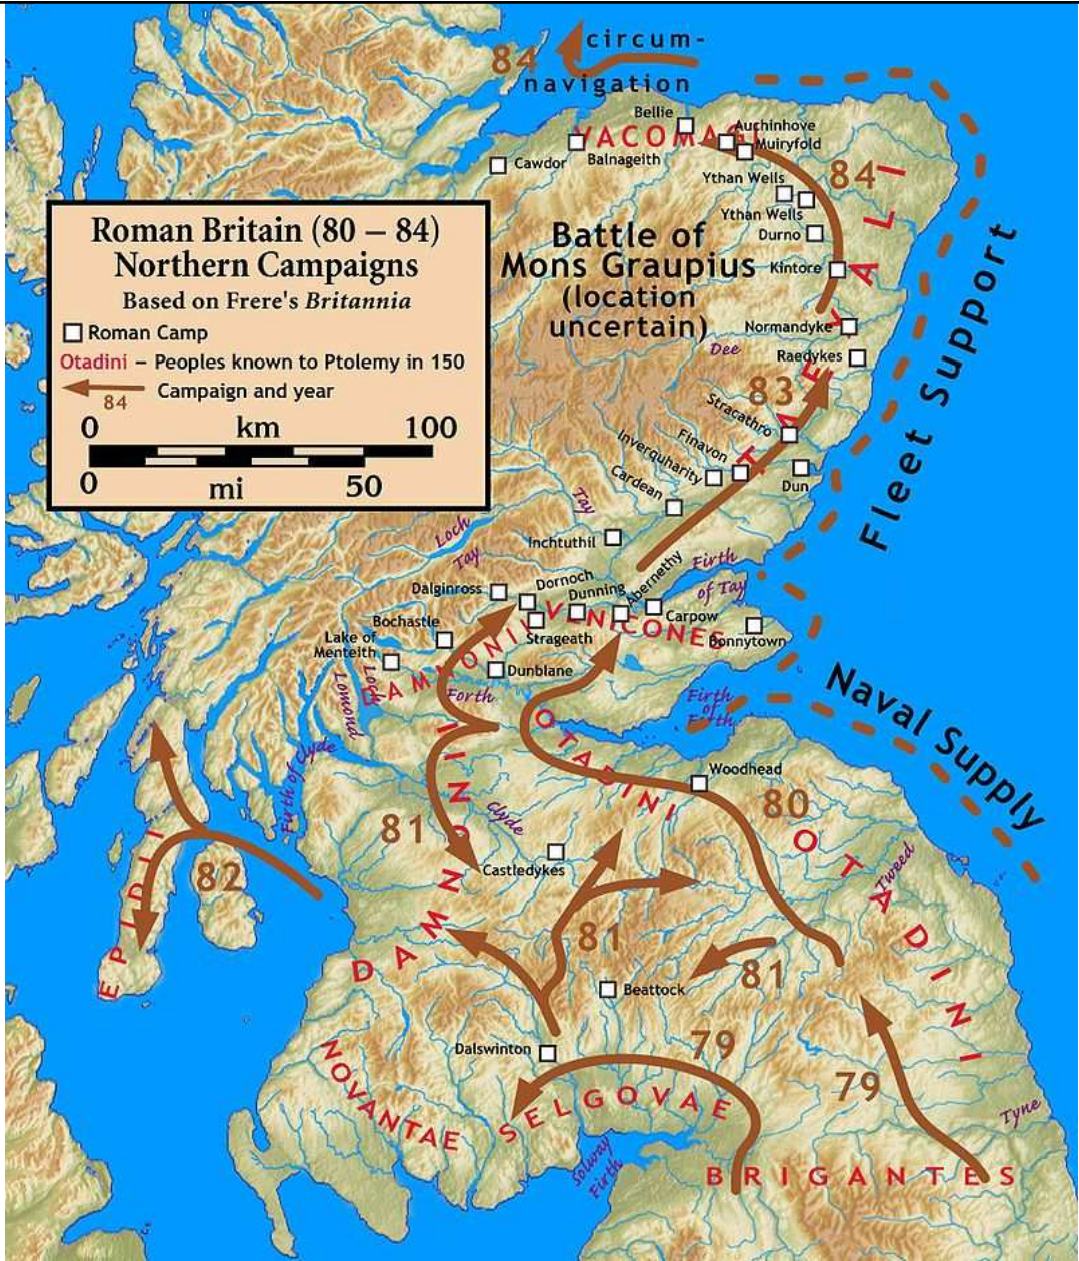 84
circum-
navigation
Bellie
Auchinhove
VACOMAGI
Muiryfold
Balnageith
Cawdor
84
Ythan Wells
Ythan Wells
Durno
Kintore
Roman Britain (80 – 84)
Northern Campaigns
Based on Frere's Britannia
Roman Camp
Otadini – Peoples known to Ptolemy in 150
Campaign and year
84
0 km 100
0 mi 50
Battle of
Mons Graupius
(location
uncertain)
Normandyke
Dee
Raedykes
TAEXALI
Fleet Support
83
Stracathro
Finavon
Inverquharity
Cardean
Dun
Tay
Inchtuthil
Loch
Tay
Firth
of Tay
Dalginross
Dornoch
Dunning
Abernethy
Carpow
Bochastle
Strageath
VENICONES
Bonnytown
Lake of
Menteith
Dunblane
DAMNONII
Loch
Lomond
Forth
Firth
of
Forth
Naval Supply
OTADINI
Firth of Clyde
Woodhead
80
81
Clyde
Castledykes
OTADINI
Tweed
82
EPIDII
DAMNONII
81
81
Beattock
Dalswinton
79
79
NOVANTAE
SELGOVAE
Solway
Firth
Tyne
BRIGANTES